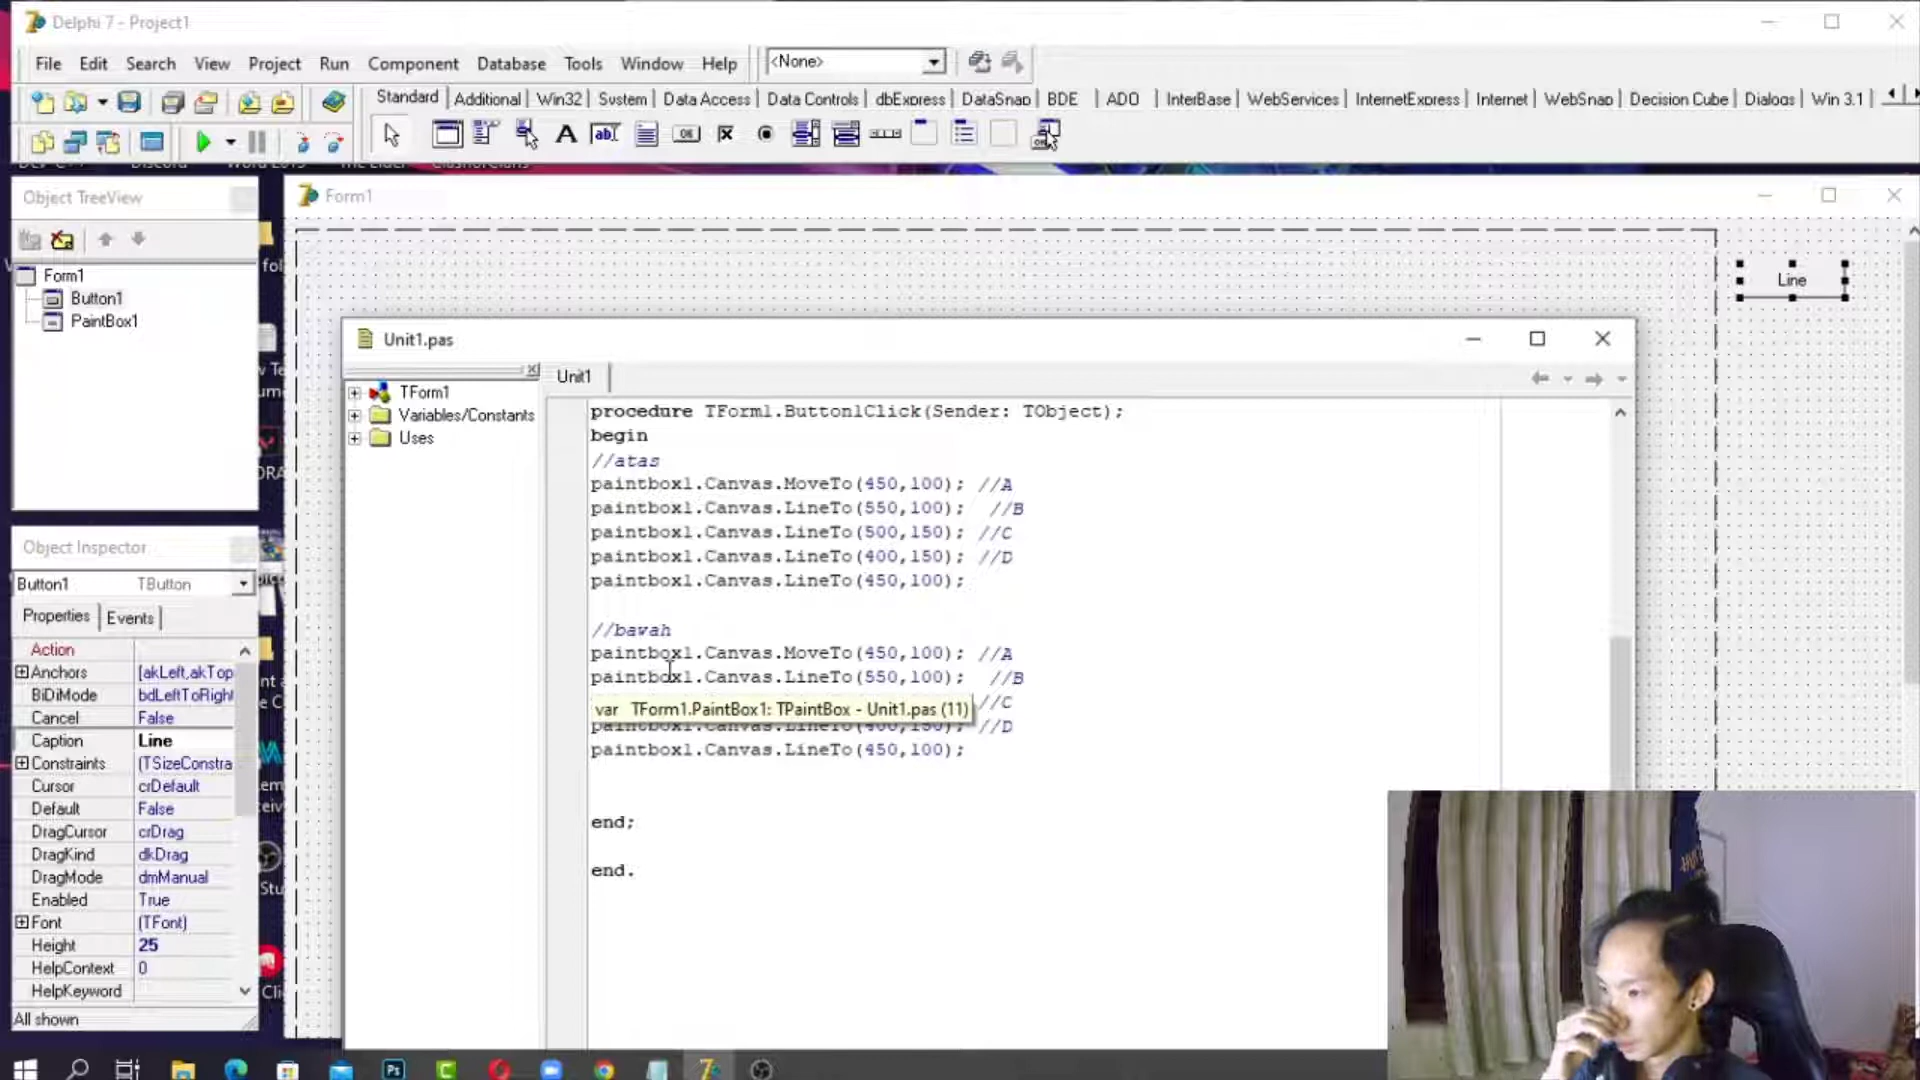 Delphi 7 - Project1
File Edit Search View Project Run Component Database Tools Window Help <None>
Standard Additional Win32 System Data Access Data Controls dbExpress DataSnap BDE ADO InterBase WebServices InternetExpress Internet WebSnap Decision Cube Dialogs Win 3.1
Object TreeView
Form1
Button1
PaintBox1
Form1
Line
Unit1.pas
TForm1
Variables/Constants
Uses
Unit1
procedure TForm1.Button1Click(Sender: TObject);
begin
//atas
paintbox1.Canvas.MoveTo(450,100); //A
paintbox1.Canvas.LineTo(550,100); //B
paintbox1.Canvas.LineTo(500,150); //C
paintbox1.Canvas.LineTo(400,150); //D
paintbox1.Canvas.LineTo(450,100);
//bawah
paintbox1.Canvas.MoveTo(450,100); //A
paintbox1.Canvas.LineTo(550,100); //B
var TForm1.PaintBox1: TPaintBox - Unit1.pas (11) //C
paintbox1.Canvas.LineTo(400,150); //D
paintbox1.Canvas.LineTo(450,100);
end;
end.
Object Inspector
Button1 TButton
Properties Events
Action
Anchors [akLeft,akTop
BiDiMode bdLeftToRight
Cancel False
Caption Line
Constraints (TSizeConstra
Cursor crDefault
Default False
DragCursor crDrag
DragKind dkDrag
DragMode dmManual
Enabled True
Font (TFont)
Height 25
HelpContext 0
HelpKeyword
All shown